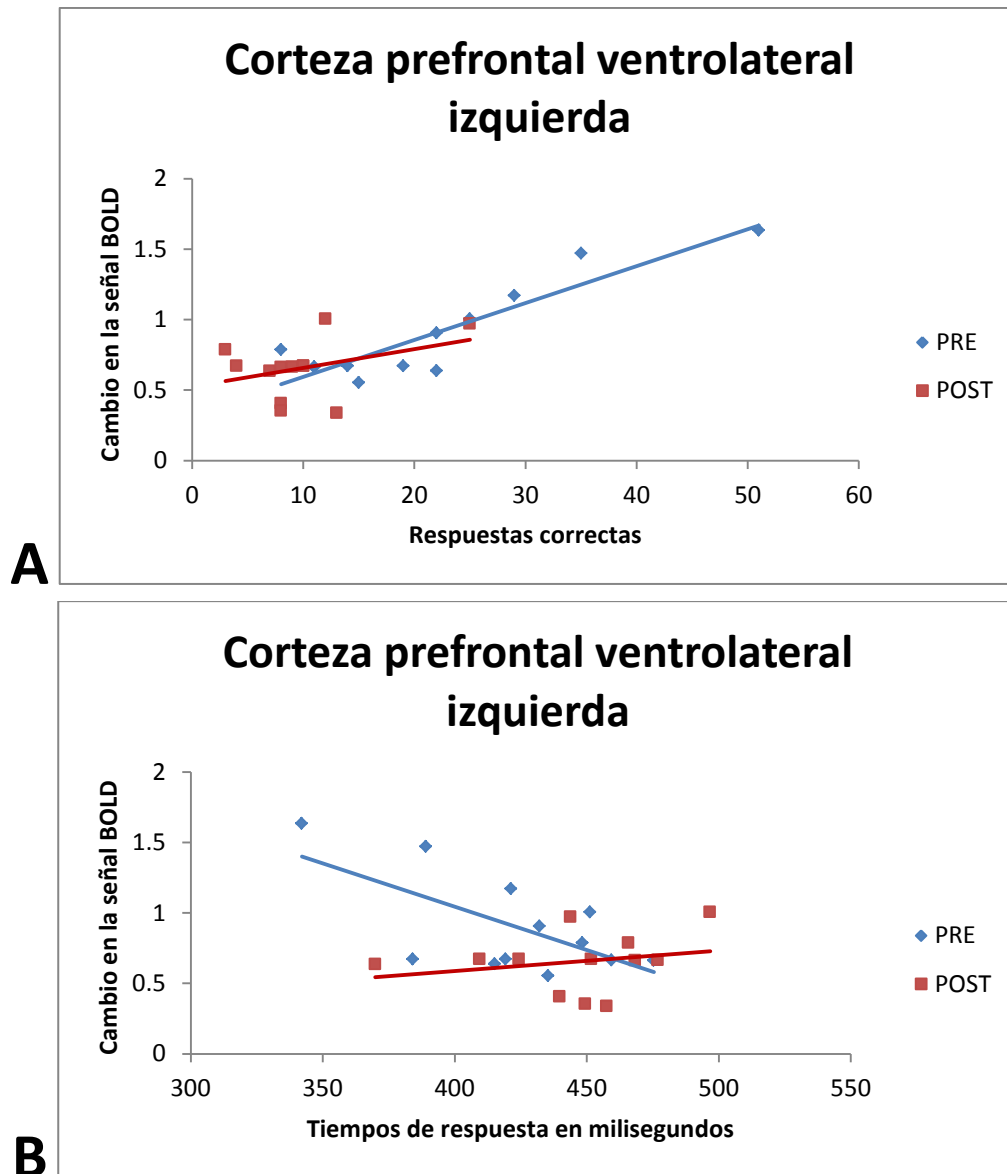 Corteza prefrontal ventrolateral
izquierda
Cambio en la señal BOLD
2
1.5
1
0.5
0
0 10 20 30 40 50 60
Respuestas correctas
PRE
POST
A
Corteza prefrontal ventrolateral
izquierda
Cambio en la señal BOLD
2
1.5
1
0.5
0
300 350 400 450 500 550
Tiempos de respuesta en milisegundos
PRE
POST
B